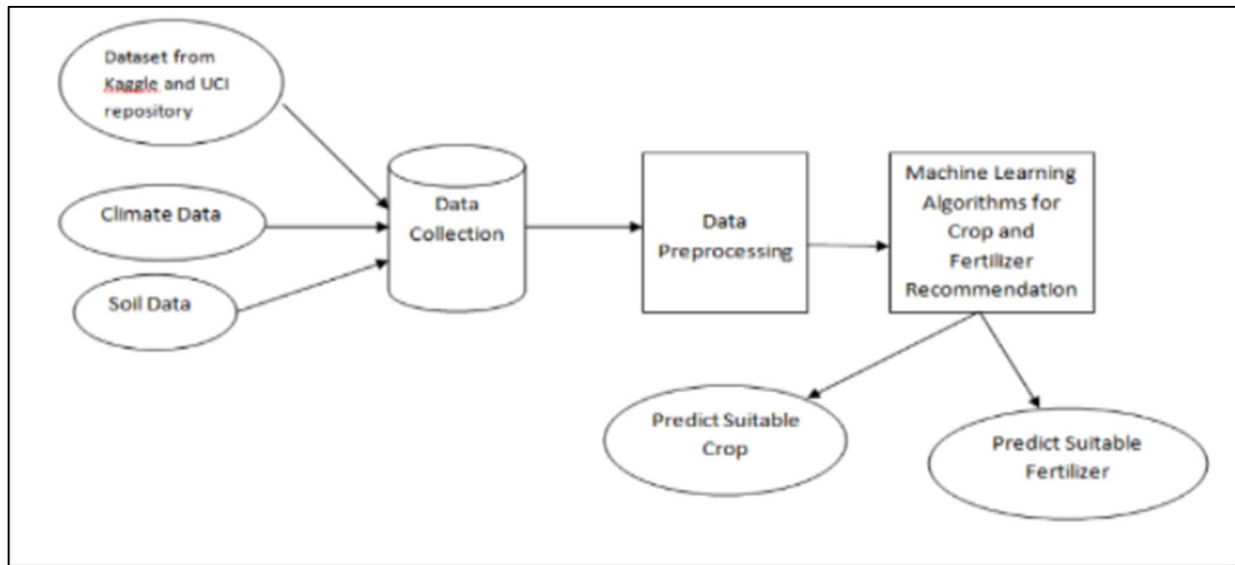 Dataset from
Kaggle and UCI
repository
Climate Data
Soil Data
Data
Collection
Data
Preprocessing
Machine Learning
Algorithms for
Crop and
Fertilizer
Recommendation
Predict Suitable
Crop
Predict Suitable
Fertilizer